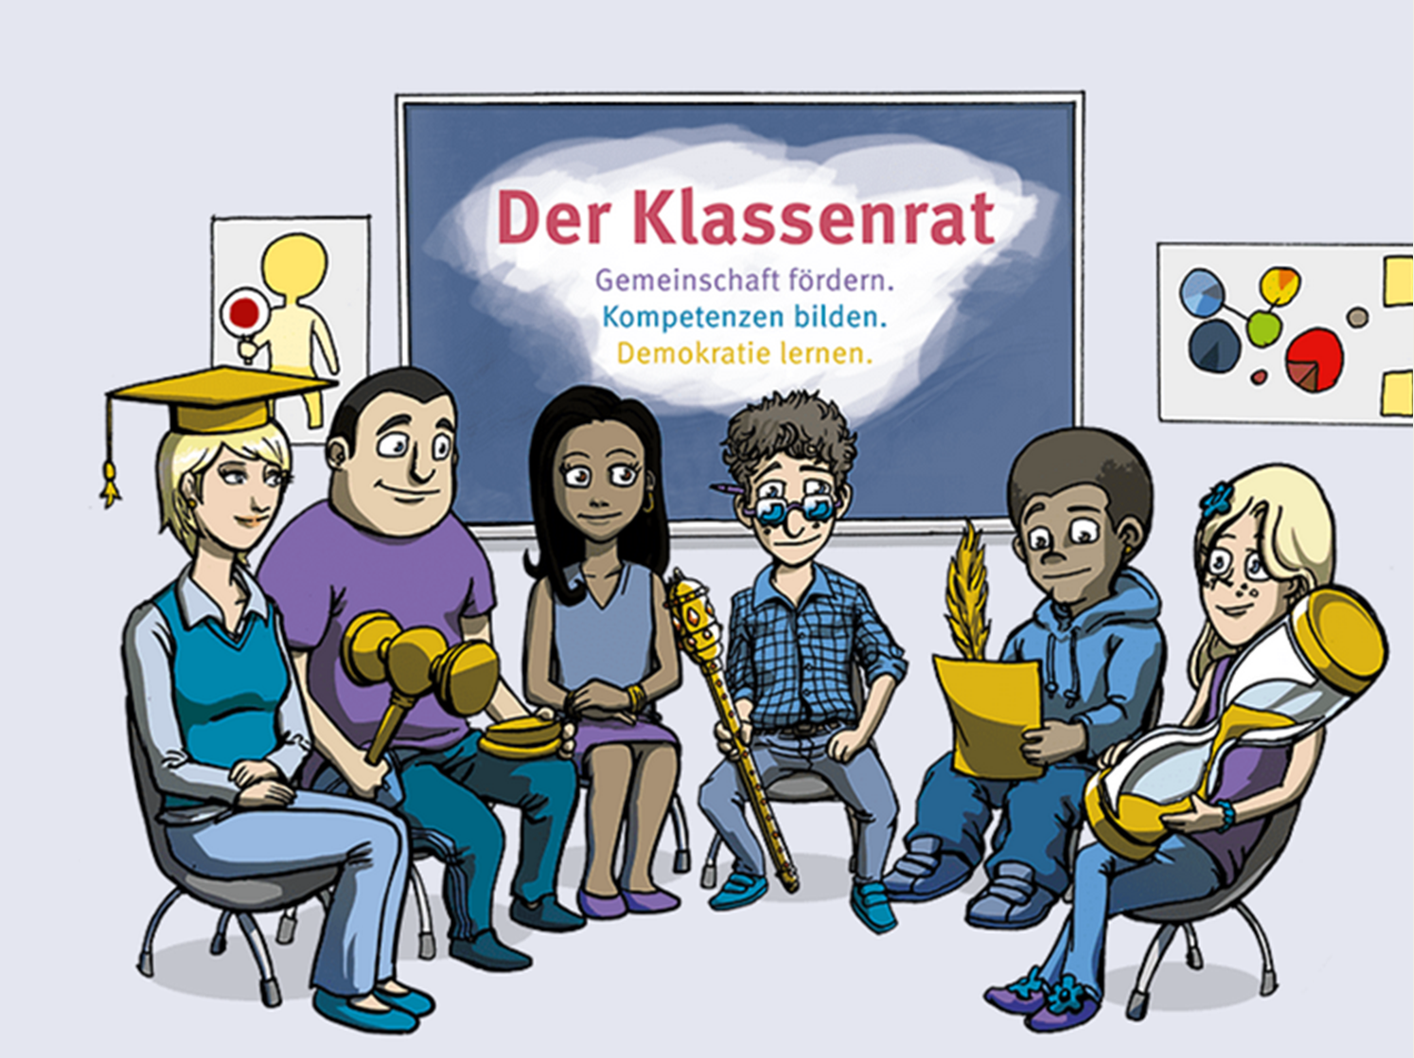 Der Klassenrat
Gemeinschaft fördern.
Kompetenzen bilden.
Demokratie lernen.